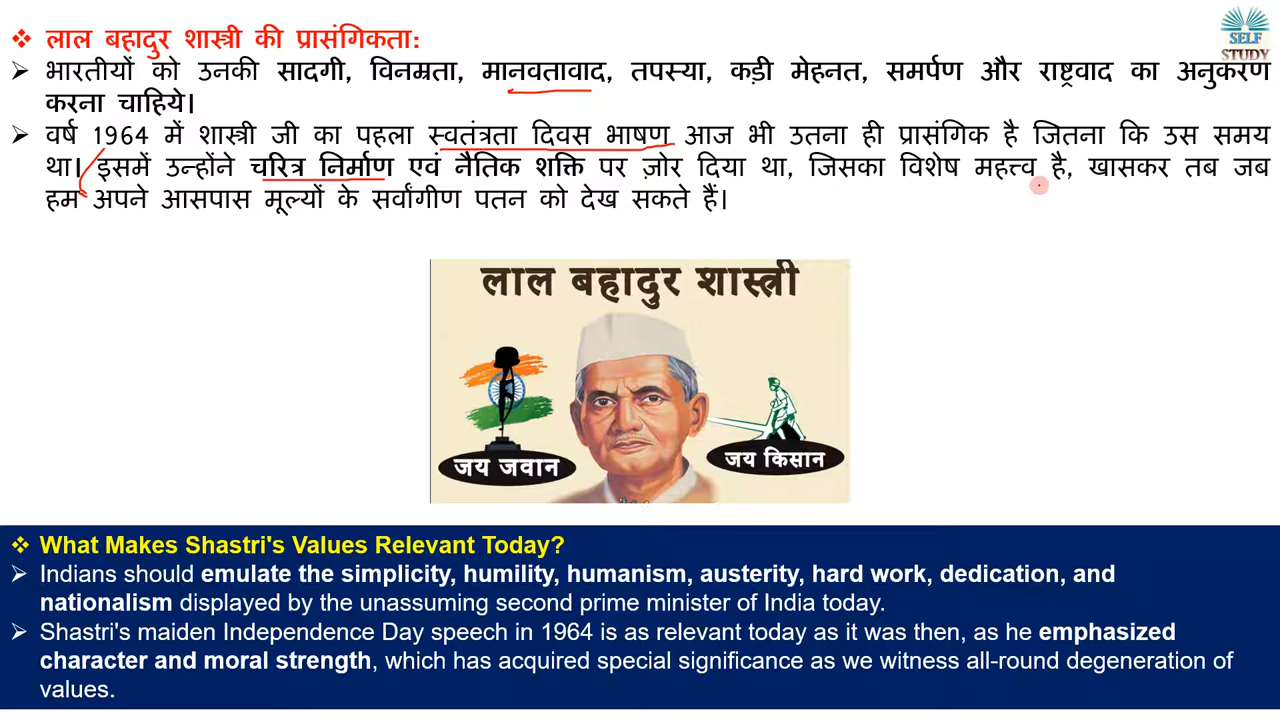 ❖ लाल बहादुर शास्त्री की प्रासंगिकता:
SELF
STUDY
➤ भारतीयों को उनकी सादगी, विनम्रता, मानवतावाद, तपस्या, कड़ी मेहनत, समर्पण और राष्ट्रवाद का अनुकरण
करना चाहिये।
➤ वर्ष 1964 में शास्त्री जी का पहला स्वतंत्रता दिवस भाषण आज भी उतना ही प्रासंगिक है जितना कि उस समय
था। इसमें उन्होंने चरित्र निर्माण एवं नैतिक शक्ति पर ज़ोर दिया था, जिसका विशेष महत्त्व है, खासकर तब जब
हम अपने आसपास मूल्यों के सर्वांगीण पतन को देख सकते हैं।
लाल बहादुर शास्त्री
जय जवान
जय किसान
❖ What Makes Shastri's Values Relevant Today?
➤ Indians should emulate the simplicity, humility, humanism, austerity, hard work, dedication, and
nationalism displayed by the unassuming second prime minister of India today.
➤ Shastri's maiden Independence Day speech in 1964 is as relevant today as it was then, as he emphasized
character and moral strength, which has acquired special significance as we witness all-round degeneration of
values.